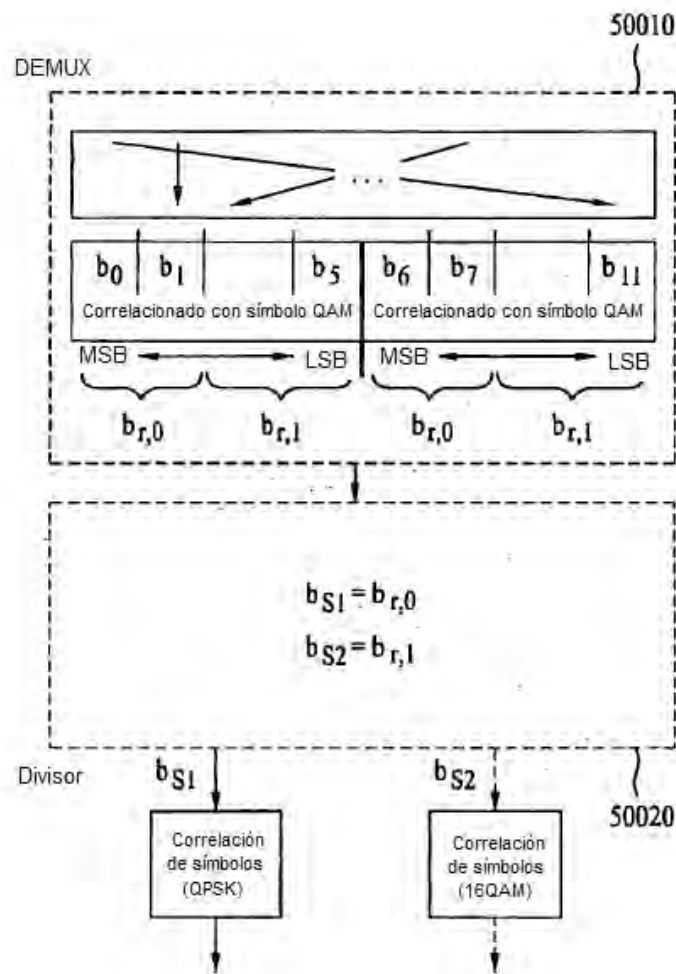 50010
DEMUX
...
b0 b1 b5 b6 b7 b11
Correlacionado con símbolo QAM Correlacionado con símbolo QAM
MSB LSB MSB LSB
br,0 br,1 br,0 br,1
bS1 = br,0
bS2 = br,1
Divisor bS1 bS2 50020
Correlación de símbolos (QPSK)
Correlación de símbolos (16QAM)